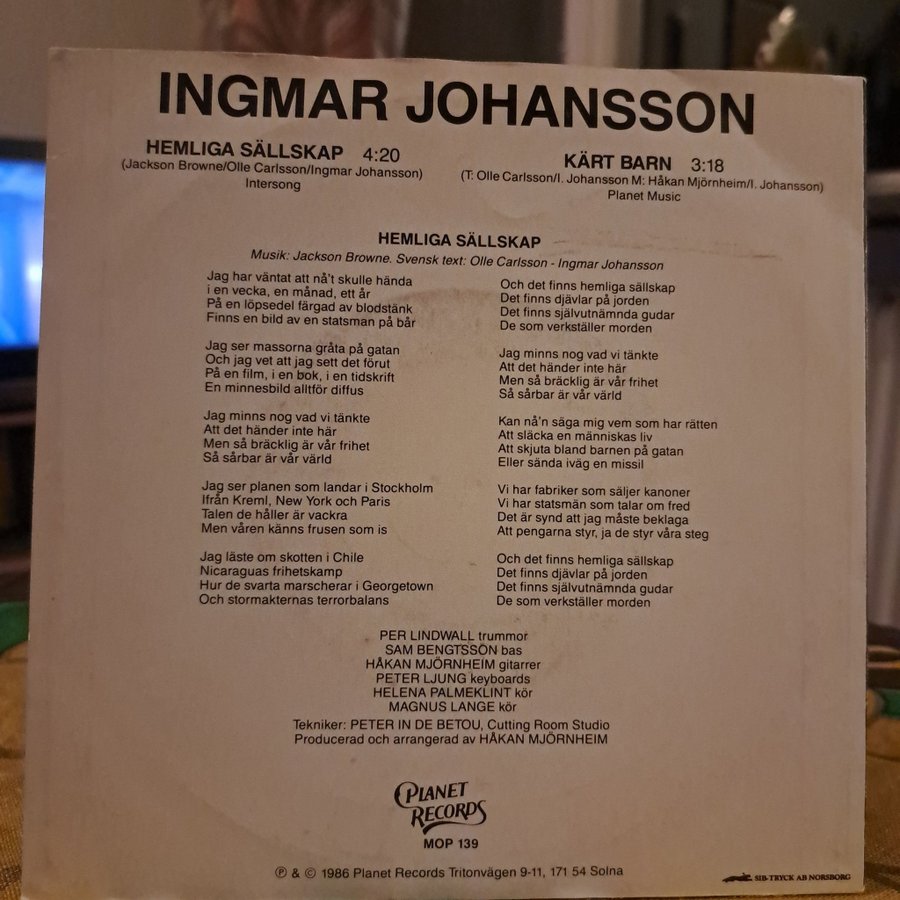 INGMAR JOHANSSON
HEMLIGA SÄLLSKAP 4:20
(Jackson Browne/Olle Carlsson/Ingmar Johansson)
Intersong
KÄRT BARN 3:18
(T: Olle Carlsson/I. Johansson M: Håkan Mjörnheim/I. Johansson)
Planet Music
HEMLIGA SÄLLSKAP
Musik: Jackson Browne. Svensk text: Olle Carlsson - Ingmar Johansson
Jag har väntat att nå't skulle hända
i en vecka, en månad, ett år
På en löpsedel färgad av blodstänk
Finns en bild av en statsman på bår
Jag ser massorna gråta på gatan
Och jag vet att jag sett det förut
På en film, i en bok, i en tidskrift
En minnesbild alltför diffus
Jag minns nog vad vi tänkte
Att det händer inte här
Men så bräcklig är vår frihet
Så sårbar är vår värld
Jag ser planen som landar i Stockholm
Ifrån Kreml, New York och Paris
Talen de håller är vackra
Men våren känns frusen som is
Jag läste om skotten i Chile
Nicaraguas frihetskamp
Hur de svarta marscherar i Georgetown
Och stormakternas terrorbalans
Och det finns hemliga sällskap
Det finns djävlar på jorden
Det finns självutnämnda gudar
De som verkställer morden
Jag minns nog vad vi tänkte
Att det händer inte här
Men så bräcklig är vår frihet
Så sårbar är vår värld
Kan nå'n säga mig vem som har rätten
Att släcka en människas liv
Att skjuta bland barnen på gatan
Eller sända iväg en missil
Vi har fabriker som säljer kanoner
Vi har statsmän som talar om fred
Det är synd att jag måste beklaga
Att pengarna styr, ja de styr våra steg
Och det finns hemliga sällskap
Det finns djävlar på jorden
Det finns självutnämnda gudar
De som verkställer morden
PER LINDWALL trummor
SAM BENGTSSÖN bas
HÅKAN MJÖRNHEIM gitarrer
PETER LJUNG keyboards
HELENA PALMEKLINT kör
MAGNUS LANGE kör
Tekniker: PETER IN DE BETOU, Cutting Room Studio
Producerad och arrangerad av HÅKAN MJÖRNHEIM
PLANET
RECORDS
MOP 139
℗ & © 1986 Planet Records Tritonvägen 9-11, 171 54 Solna
SIB-TRYCK AB NORSBORG